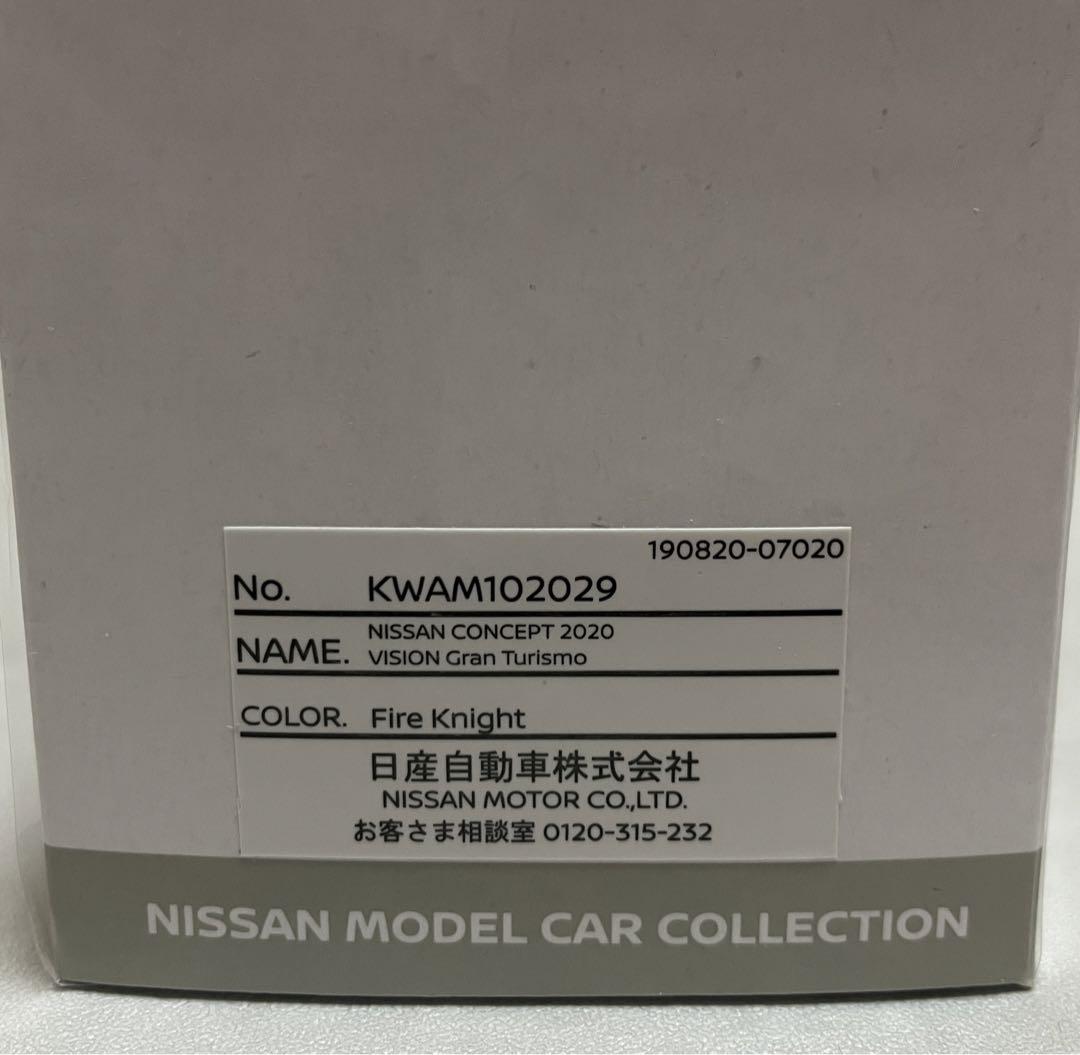 190820-07020
No. KWAM102029
NAME. NISSAN CONCEPT 2020
VISION Gran Turismo
COLOR. Fire Knight
日産自動車株式会社
NISSAN MOTOR CO.,LTD.
お客さま相談室 0120-315-232
NISSAN MODEL CAR COLLECTION